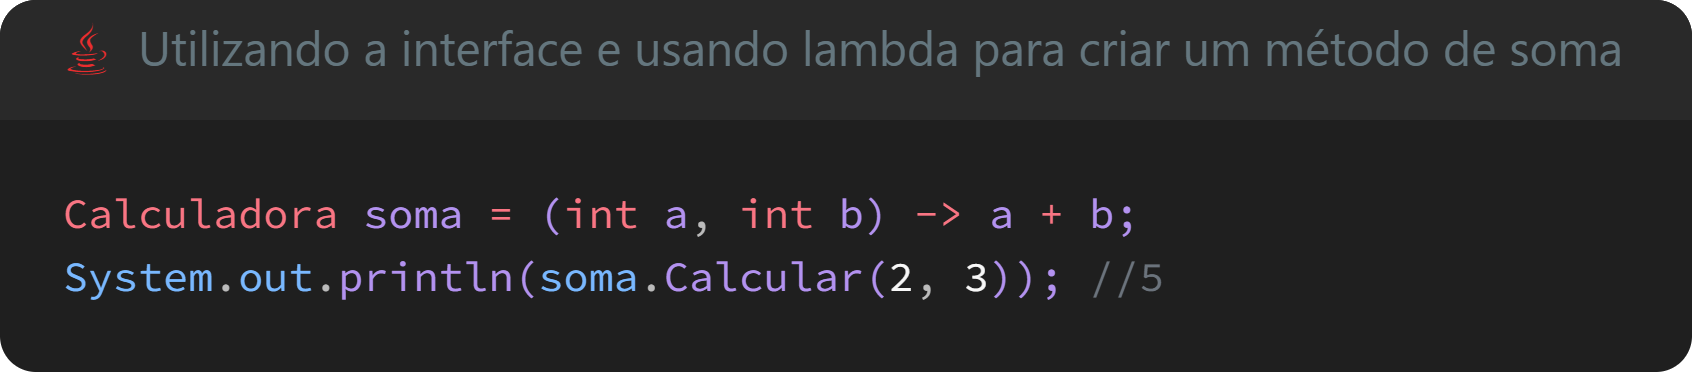 Utilizando a interface e usando lambda para criar um método de soma
Calculadora soma = (int a, int b) -> a + b;
System.out.println(soma.Calcular(2, 3)); //5